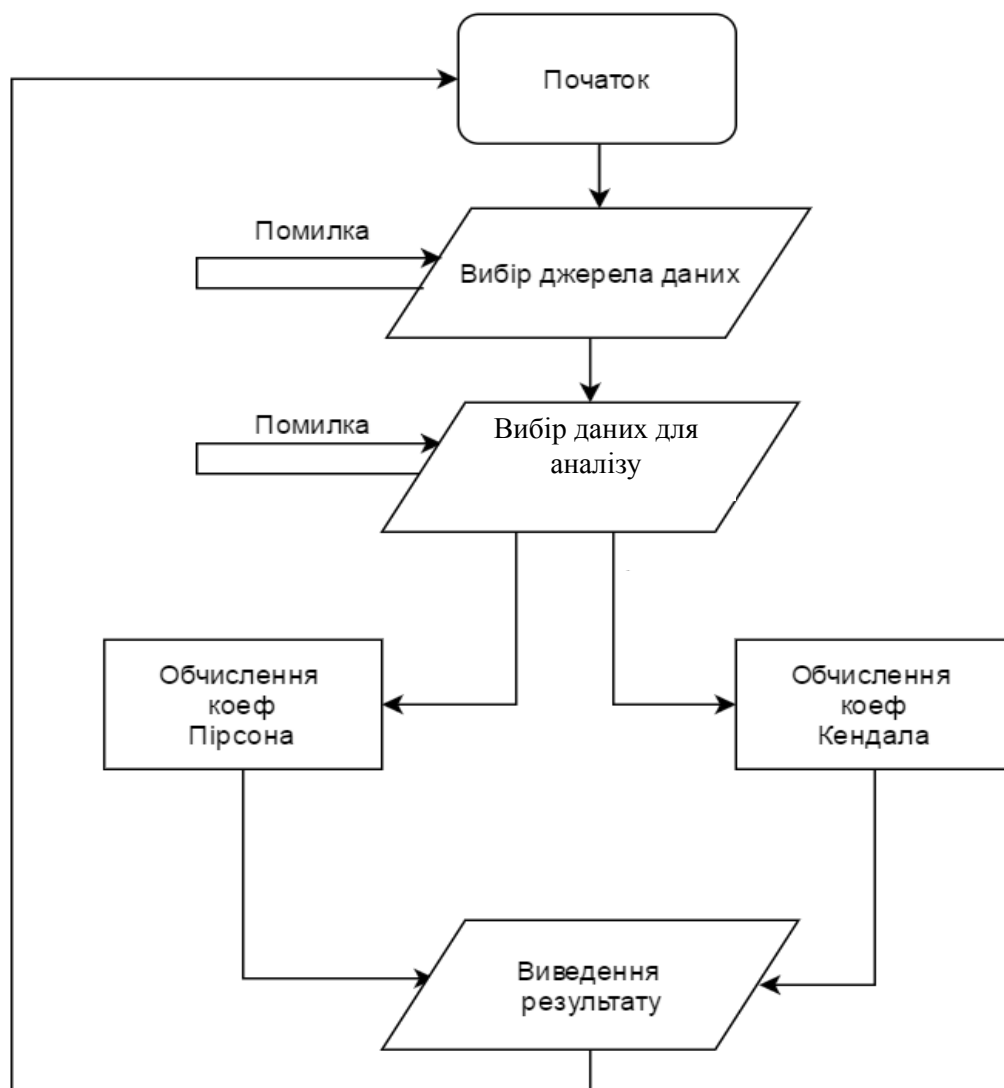 Початок
Помилка
Вибір джерела даних
Помилка
Вибір даних для
аналізу
Обчислення
коеф
Пірсона
Обчислення
коеф
Кендала
Виведення
результату